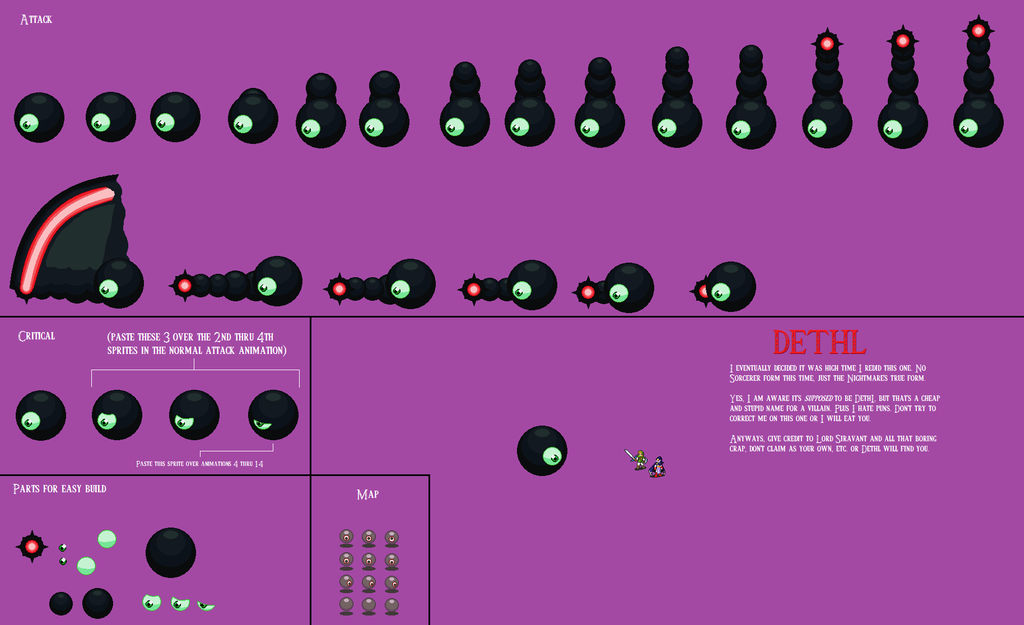 Attack
Critical
(paste these 3 over the 2nd thru 4th
sprites in the normal attack animation)
Paste this sprite over animations 4 thru 14
Parts for easy build
Map
DETHL
I eventually decided it was high time I redid this one. No
Sorcerer form this time, just the Nightmare's true form.
Yes, I am aware it's supposed to be Dethl, but that's a cheap
and stupid name for a villain. Plus I hate puns. Don't try to
correct me on this one or I will eat you.
Anyways, give credit to Lord Siravant and all that boring
crap, don't claim as your own, etc. or Dethl will find you.